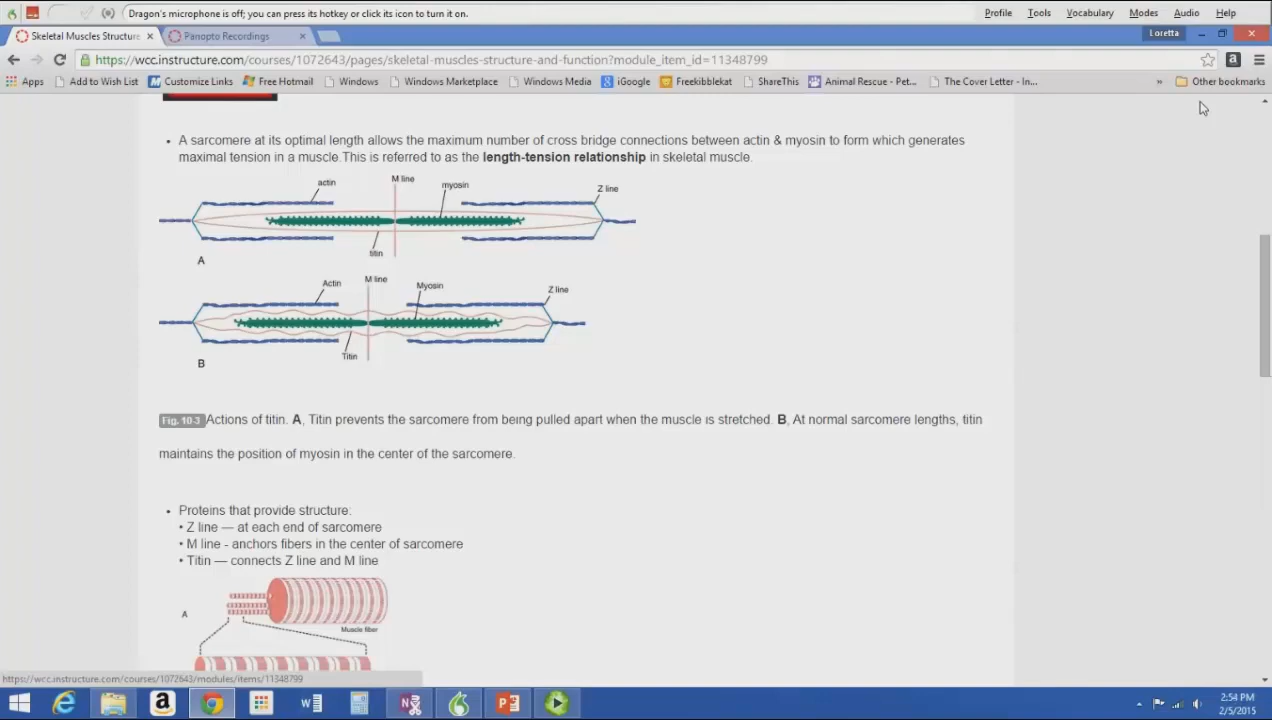 Dragon's microphone is off; you can press its hotkey or click its icon to turn it on.
Profile Tools Vocabulary Modes Audio Help
Skeletal Muscles Structure × Panopto Recordings × Loretta
https://wcc.instructure.com/courses/1072643/pages/skeletal-muscles-structure-and-function?module_item_id=11348799
Apps Add to Wish List Customize Links Free Hotmail Windows Windows Marketplace Windows Media iGoogle Freekibblekat ShareThis Animal Rescue - Pet... The Cover Letter - In... » Other bookmarks
• A sarcomere at its optimal length allows the maximum number of cross bridge connections between actin & myosin to form which generates
maximal tension in a muscle.This is referred to as the length-tension relationship in skeletal muscle.
actin M line myosin Z line
titin
A
Actin M line Myosin Z line
Titin
B
Fig. 10-3 Actions of titin. A, Titin prevents the sarcomere from being pulled apart when the muscle is stretched. B, At normal sarcomere lengths, titin
maintains the position of myosin in the center of the sarcomere.
• Proteins that provide structure:
• Z line — at each end of sarcomere
• M line - anchors fibers in the center of sarcomere
• Titin — connects Z line and M line
A
Muscle fiber
https://wcc.instructure.com/courses/1072643/modules/items/11348799
2:54 PM
2/5/2015